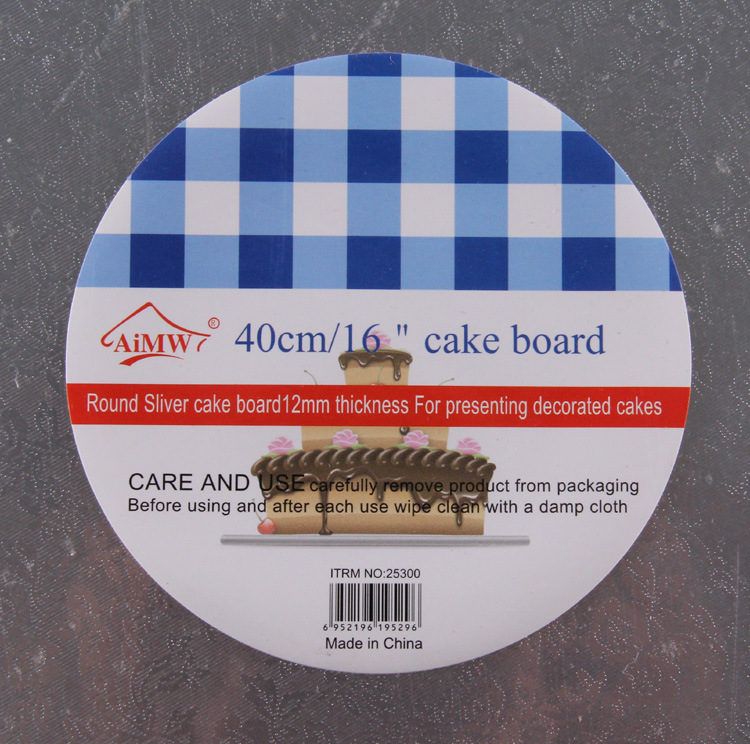 AiMW ®
40cm/16 " cake board
Round Sliver cake board12mm thickness For presenting decorated cakes
CARE AND USE carefully remove product from packaging
Before using and after each use wipe clean with a damp cloth
ITRM NO:25300
6 952196 195296
Made in China